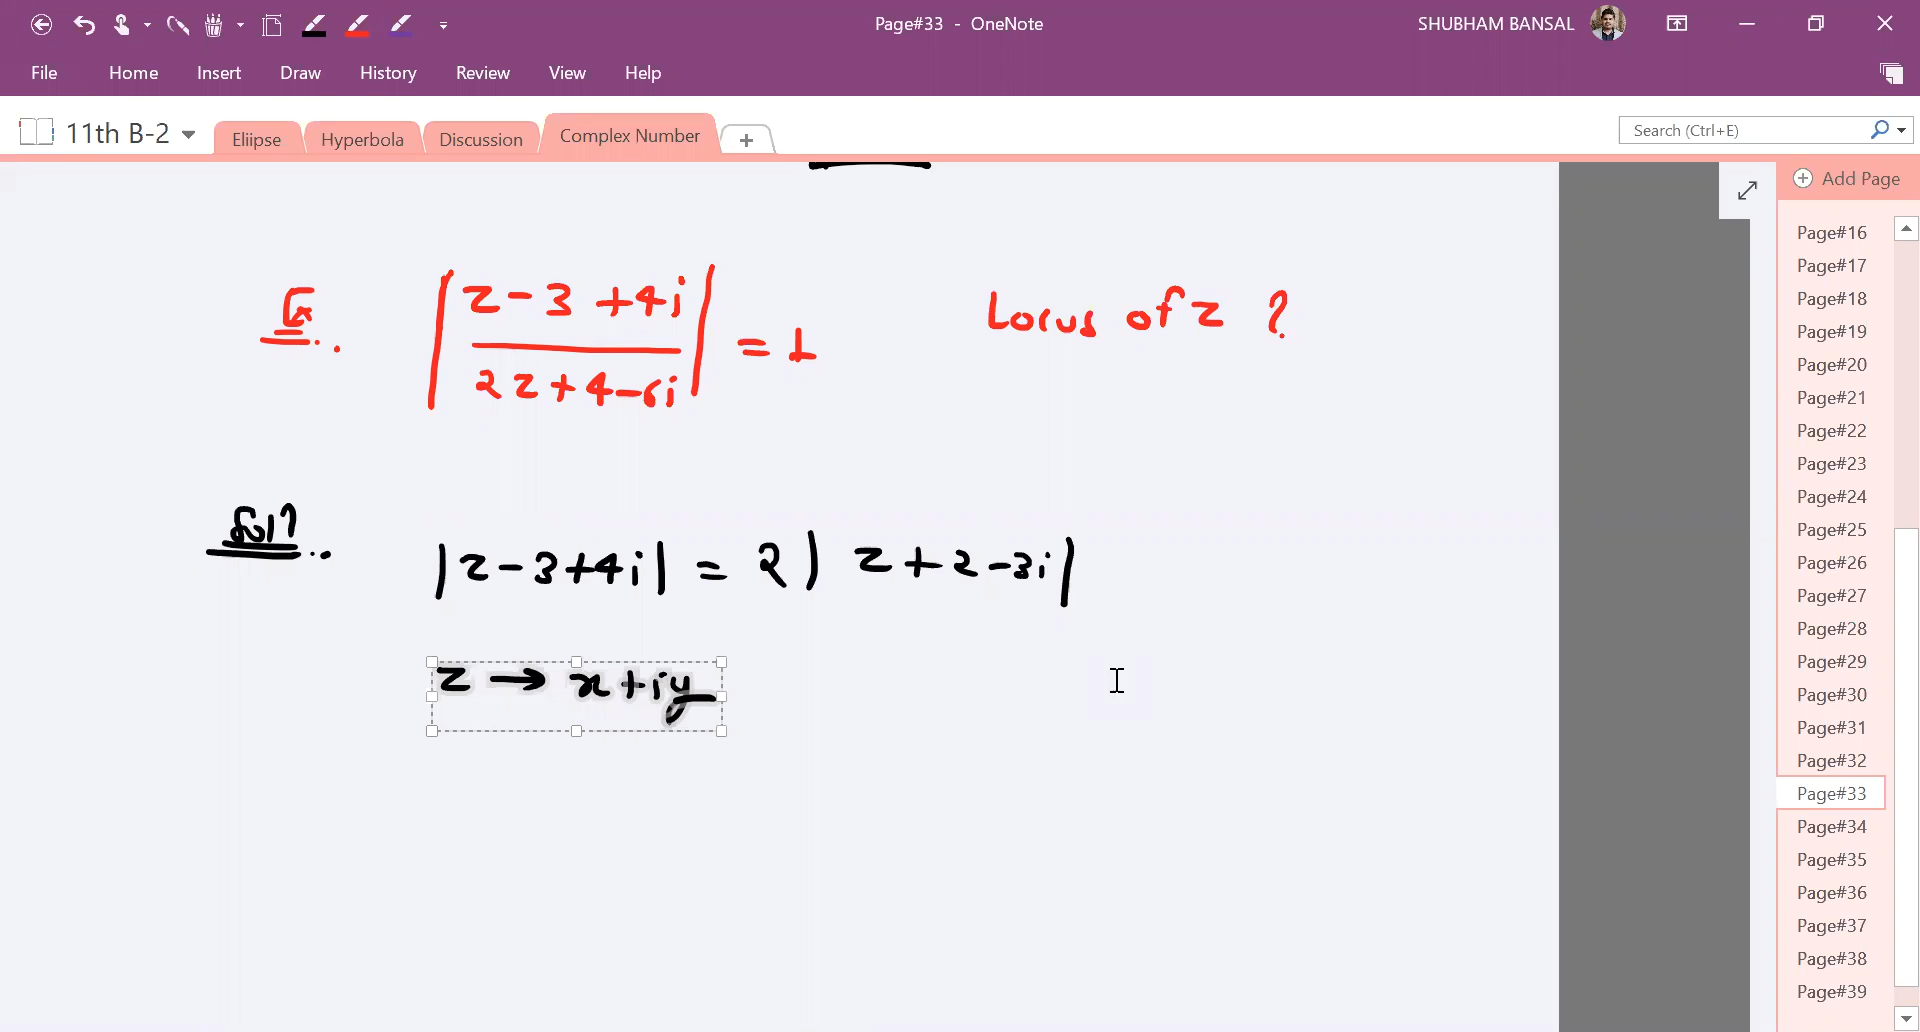 Page#33 - OneNote
SHUBHAM BANSAL
File Home Insert Draw History Review View Help
11th B-2
Eliipse Hyperbola Discussion Complex Number +
Search (Ctrl+E)
Add Page
Page#16
Page#17
Page#18
Page#19
Page#20
Page#21
Page#22
Page#23
Page#24
Page#25
Page#26
Page#27
Page#28
Page#29
Page#30
Page#31
Page#32
Page#33
Page#34
Page#35
Page#36
Page#37
Page#38
Page#39
Ex. |z-3+4i / 2z+4-6i| = 1 Locus of z ?
Sol? |z-3+4i| = 2|z+2-3i|
z → x+iy